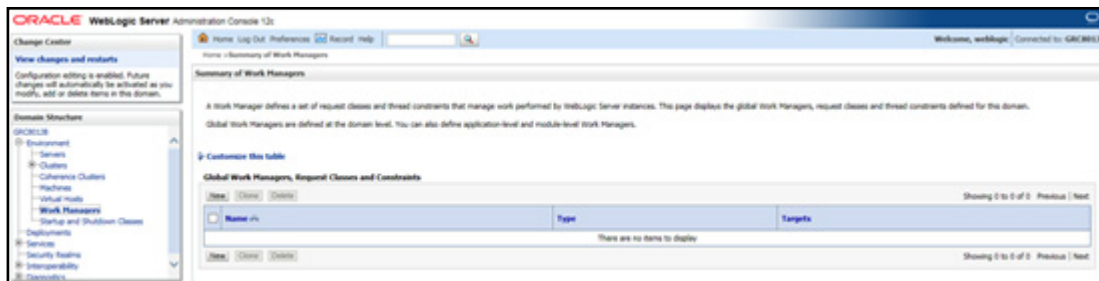 ORACLE WebLogic Server Administration Console 12c
Change Center
View changes and restarts
Configuration editing is enabled. Future
changes will automatically be activated as you
modify, add or delete items in this domain.
Domain Structure
Environment
Servers
Clusters
Coherence Clusters
Machines
Virtual Hosts
Work Managers
Startup and Shutdown Classes
Deployments
Services
Security Realms
Interoperability
Diagnostics
Home Log Out Preferences Record Help
Welcome, weblogic Connected to:
Home >Summary of Work Managers
Summary of Work Managers
A Work Manager defines a set of request classes and thread constraints that manage work performed by WebLogic Server instances. This page displays the global Work Managers, request classes and thread constraints defined for this domain.
Global Work Managers are defined at the domain level. You can also define application-level and module-level Work Managers.
Customize this table
Global Work Managers, Request Classes and Constraints
New Clone Delete Showing 0 to 0 of 0 Previous | Next
Name Type Targets
There are no items to display
New Clone Delete Showing 0 to 0 of 0 Previous | Next